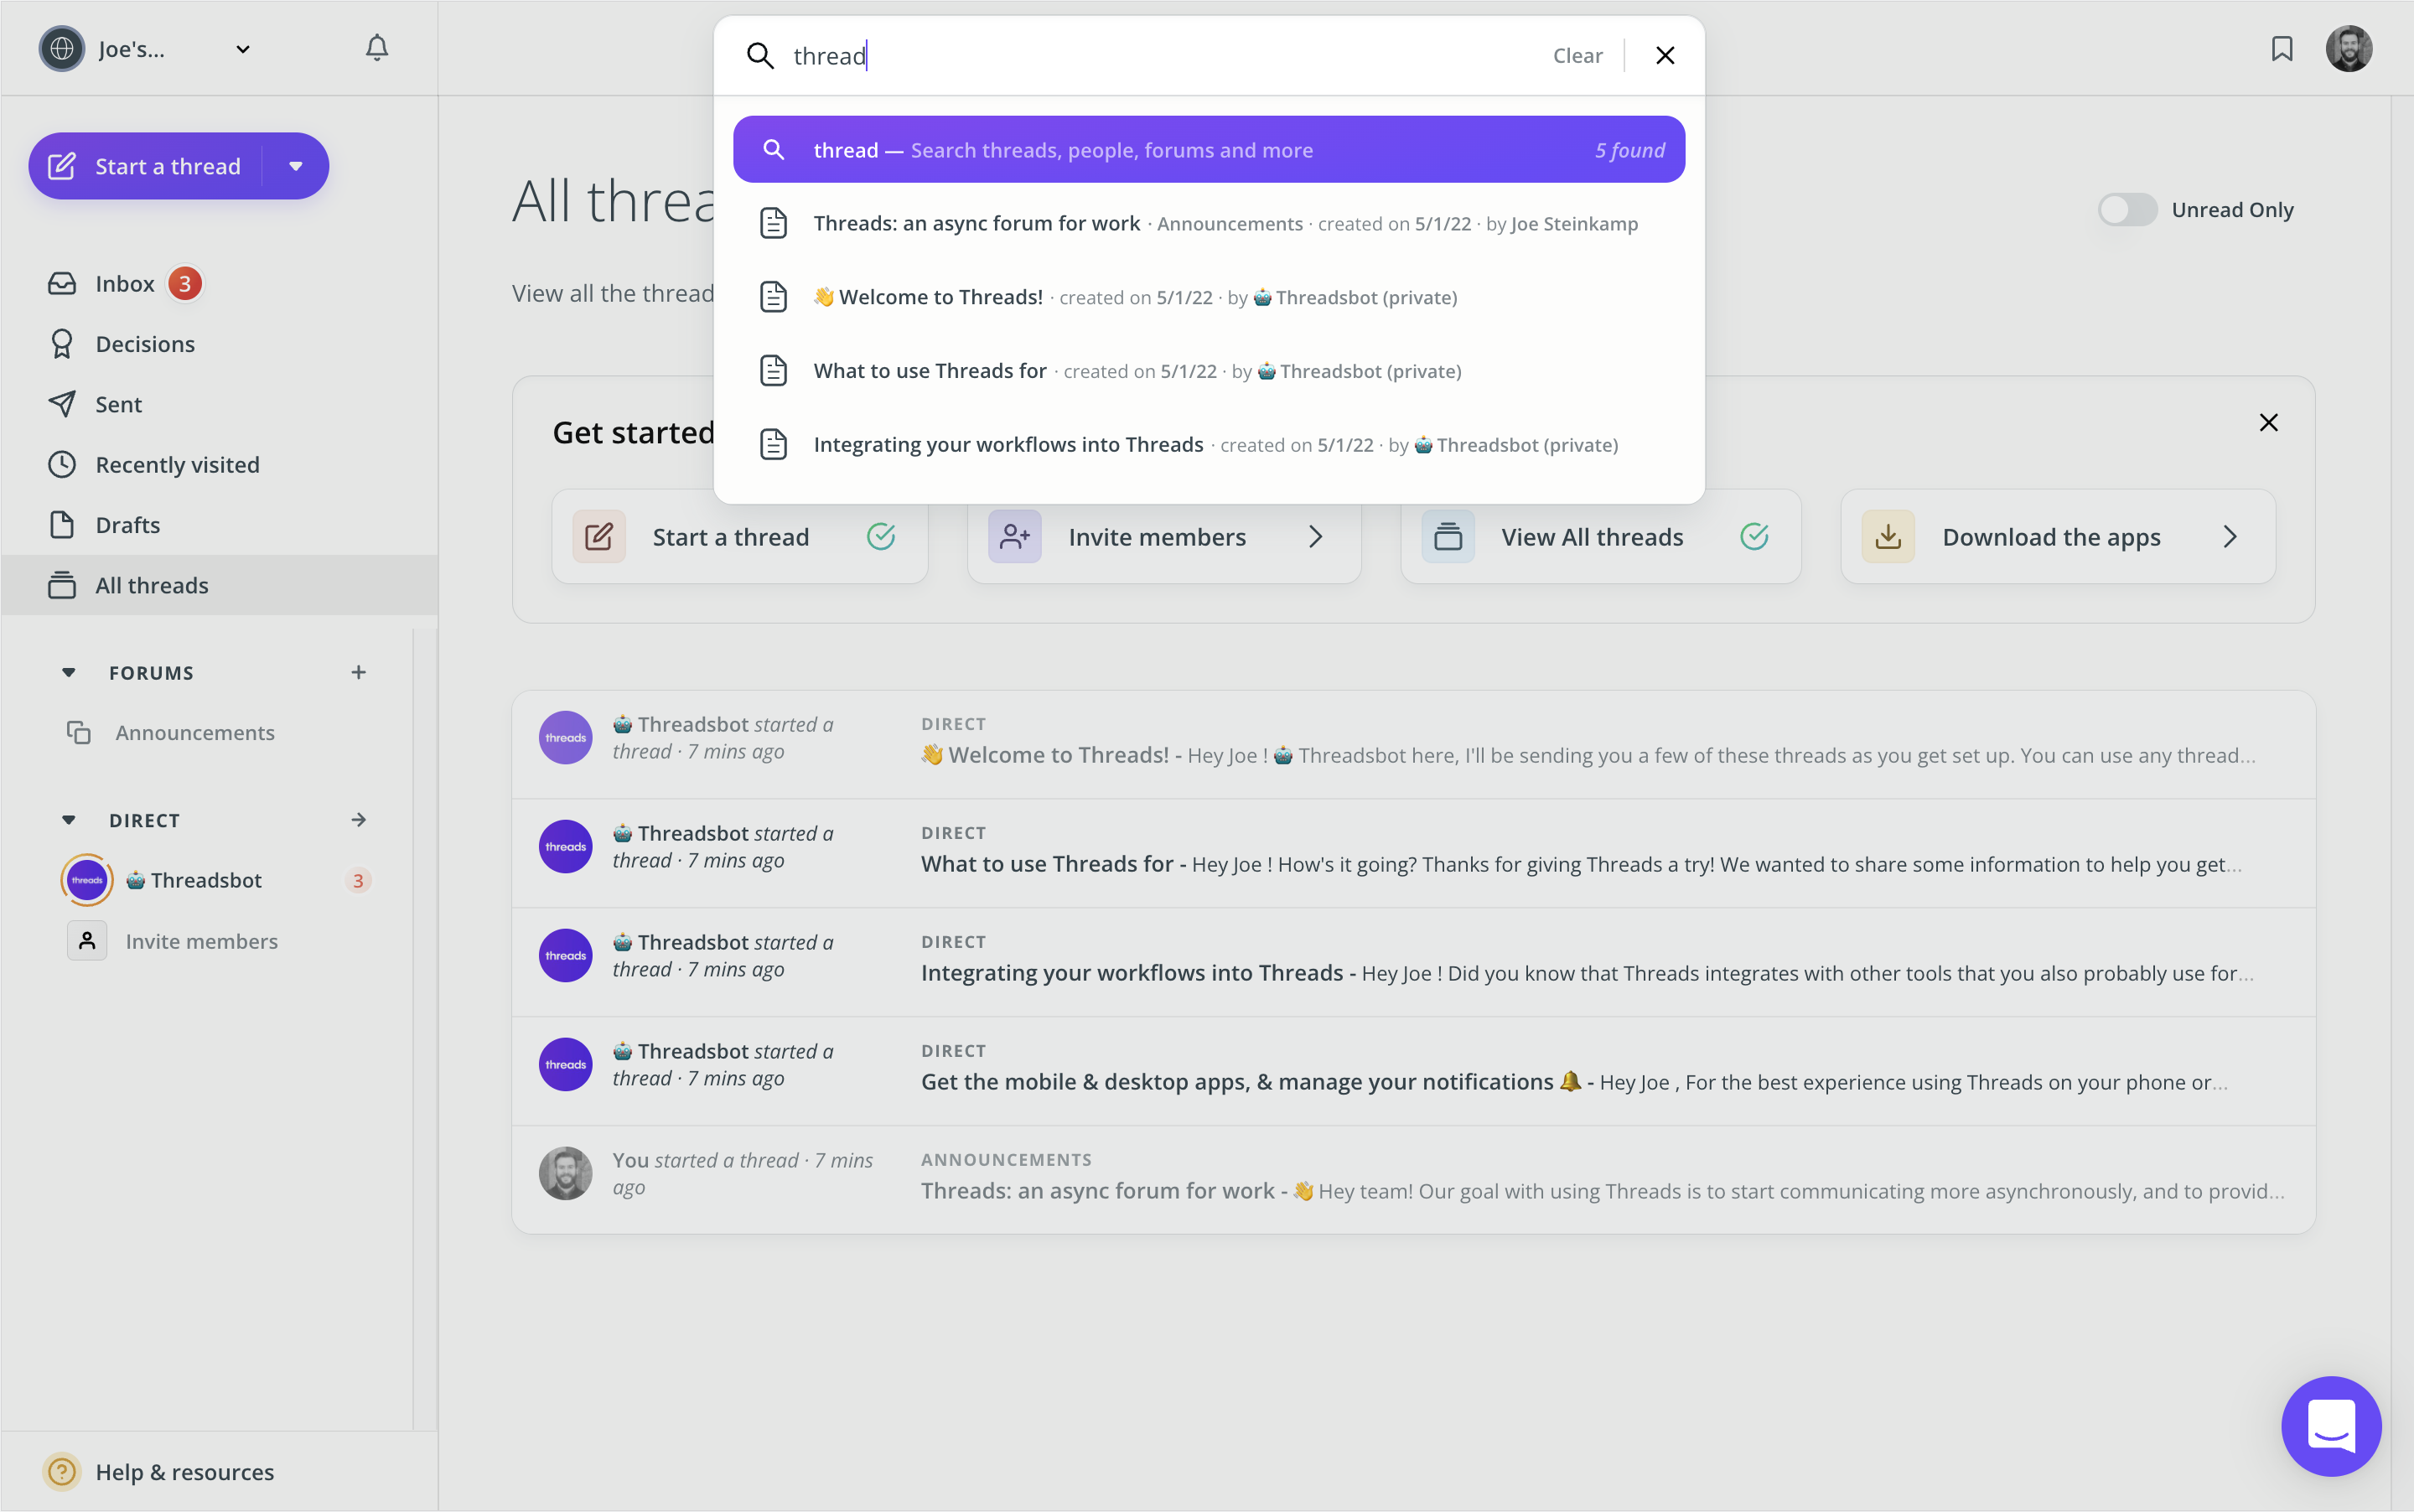 Joe's...
thread
Clear
Start a thread
thread — Search threads, people, forums and more 5 found
Threads: an async forum for work · Announcements · created on 5/1/22 · by Joe Steinkamp
👋 Welcome to Threads! · created on 5/1/22 · by 🤖 Threadsbot (private)
What to use Threads for · created on 5/1/22 · by 🤖 Threadsbot (private)
Integrating your workflows into Threads · created on 5/1/22 · by 🤖 Threadsbot (private)
Inbox 3
Decisions
Sent
Recently visited
Drafts
All threads
FORUMS
Announcements
DIRECT
threads
🤖 Threadsbot 3
Invite members
Help & resources
All threa
Unread Only
View all the thread
Get started
Start a thread
Invite members
View All threads
Download the apps
threads
🤖 Threadsbot started a
thread · 7 mins ago
DIRECT
👋 Welcome to Threads! - Hey Joe ! 🤖 Threadsbot here, I'll be sending you a few of these threads as you get set up. You can use any thread...
threads
🤖 Threadsbot started a
thread · 7 mins ago
DIRECT
What to use Threads for - Hey Joe ! How's it going? Thanks for giving Threads a try! We wanted to share some information to help you get...
threads
🤖 Threadsbot started a
thread · 7 mins ago
DIRECT
Integrating your workflows into Threads - Hey Joe ! Did you know that Threads integrates with other tools that you also probably use for...
threads
🤖 Threadsbot started a
thread · 7 mins ago
DIRECT
Get the mobile & desktop apps, & manage your notifications 🔔 - Hey Joe , For the best experience using Threads on your phone or...
You started a thread · 7 mins
ago
ANNOUNCEMENTS
Threads: an async forum for work - 👋 Hey team! Our goal with using Threads is to start communicating more asynchronously, and to provid...